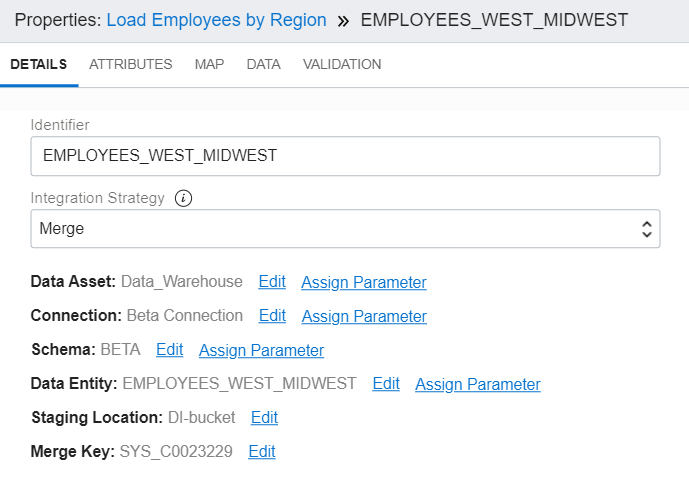 Properties: Load Employees by Region » EMPLOYEES_WEST_MIDWEST
DETAILS ATTRIBUTES MAP DATA VALIDATION
Identifier
EMPLOYEES_WEST_MIDWEST
Integration Strategy i
Merge
Data Asset: Data_Warehouse Edit Assign Parameter
Connection: Beta Connection Edit Assign Parameter
Schema: BETA Edit Assign Parameter
Data Entity: EMPLOYEES_WEST_MIDWEST Edit Assign Parameter
Staging Location: DI-bucket Edit
Merge Key: SYS_C0023229 Edit